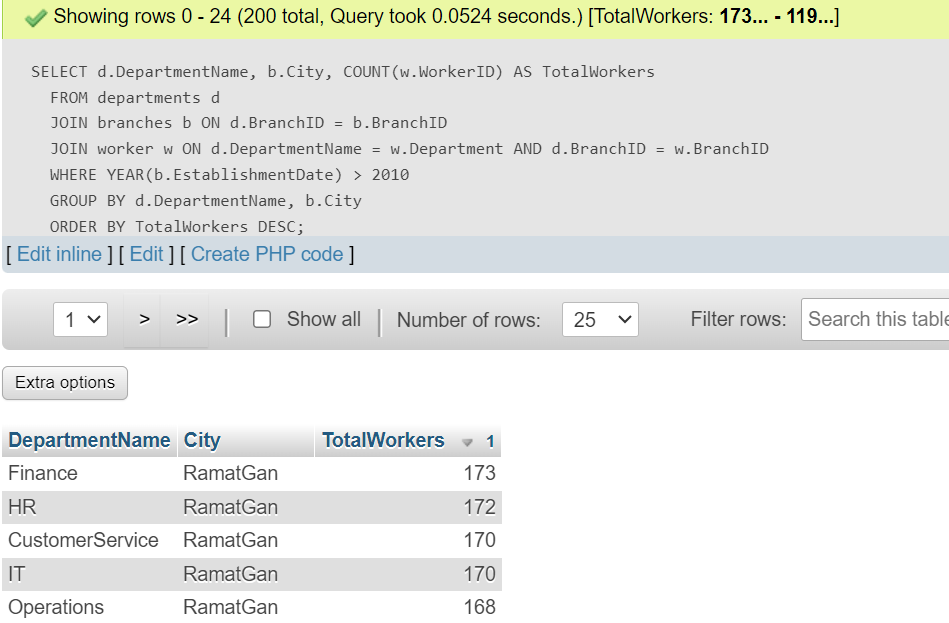 Showing rows 0 - 24 (200 total, Query took 0.0524 seconds.) [TotalWorkers: 173... - 119...]
SELECT d.DepartmentName, b.City, COUNT(w.WorkerID) AS TotalWorkers
FROM departments d
JOIN branches b ON d.BranchID = b.BranchID
JOIN worker w ON d.DepartmentName = w.Department AND d.BranchID = w.BranchID
WHERE YEAR(b.EstablishmentDate) > 2010
GROUP BY d.DepartmentName, b.City
ORDER BY TotalWorkers DESC;
[ Edit inline ] [ Edit ] [ Create PHP code ]
1 > >> | Show all | Number of rows: 25 Filter rows: Search this table
Extra options
DepartmentName City TotalWorkers 1
Finance RamatGan 173
HR RamatGan 172
CustomerService RamatGan 170
IT RamatGan 170
Operations RamatGan 168